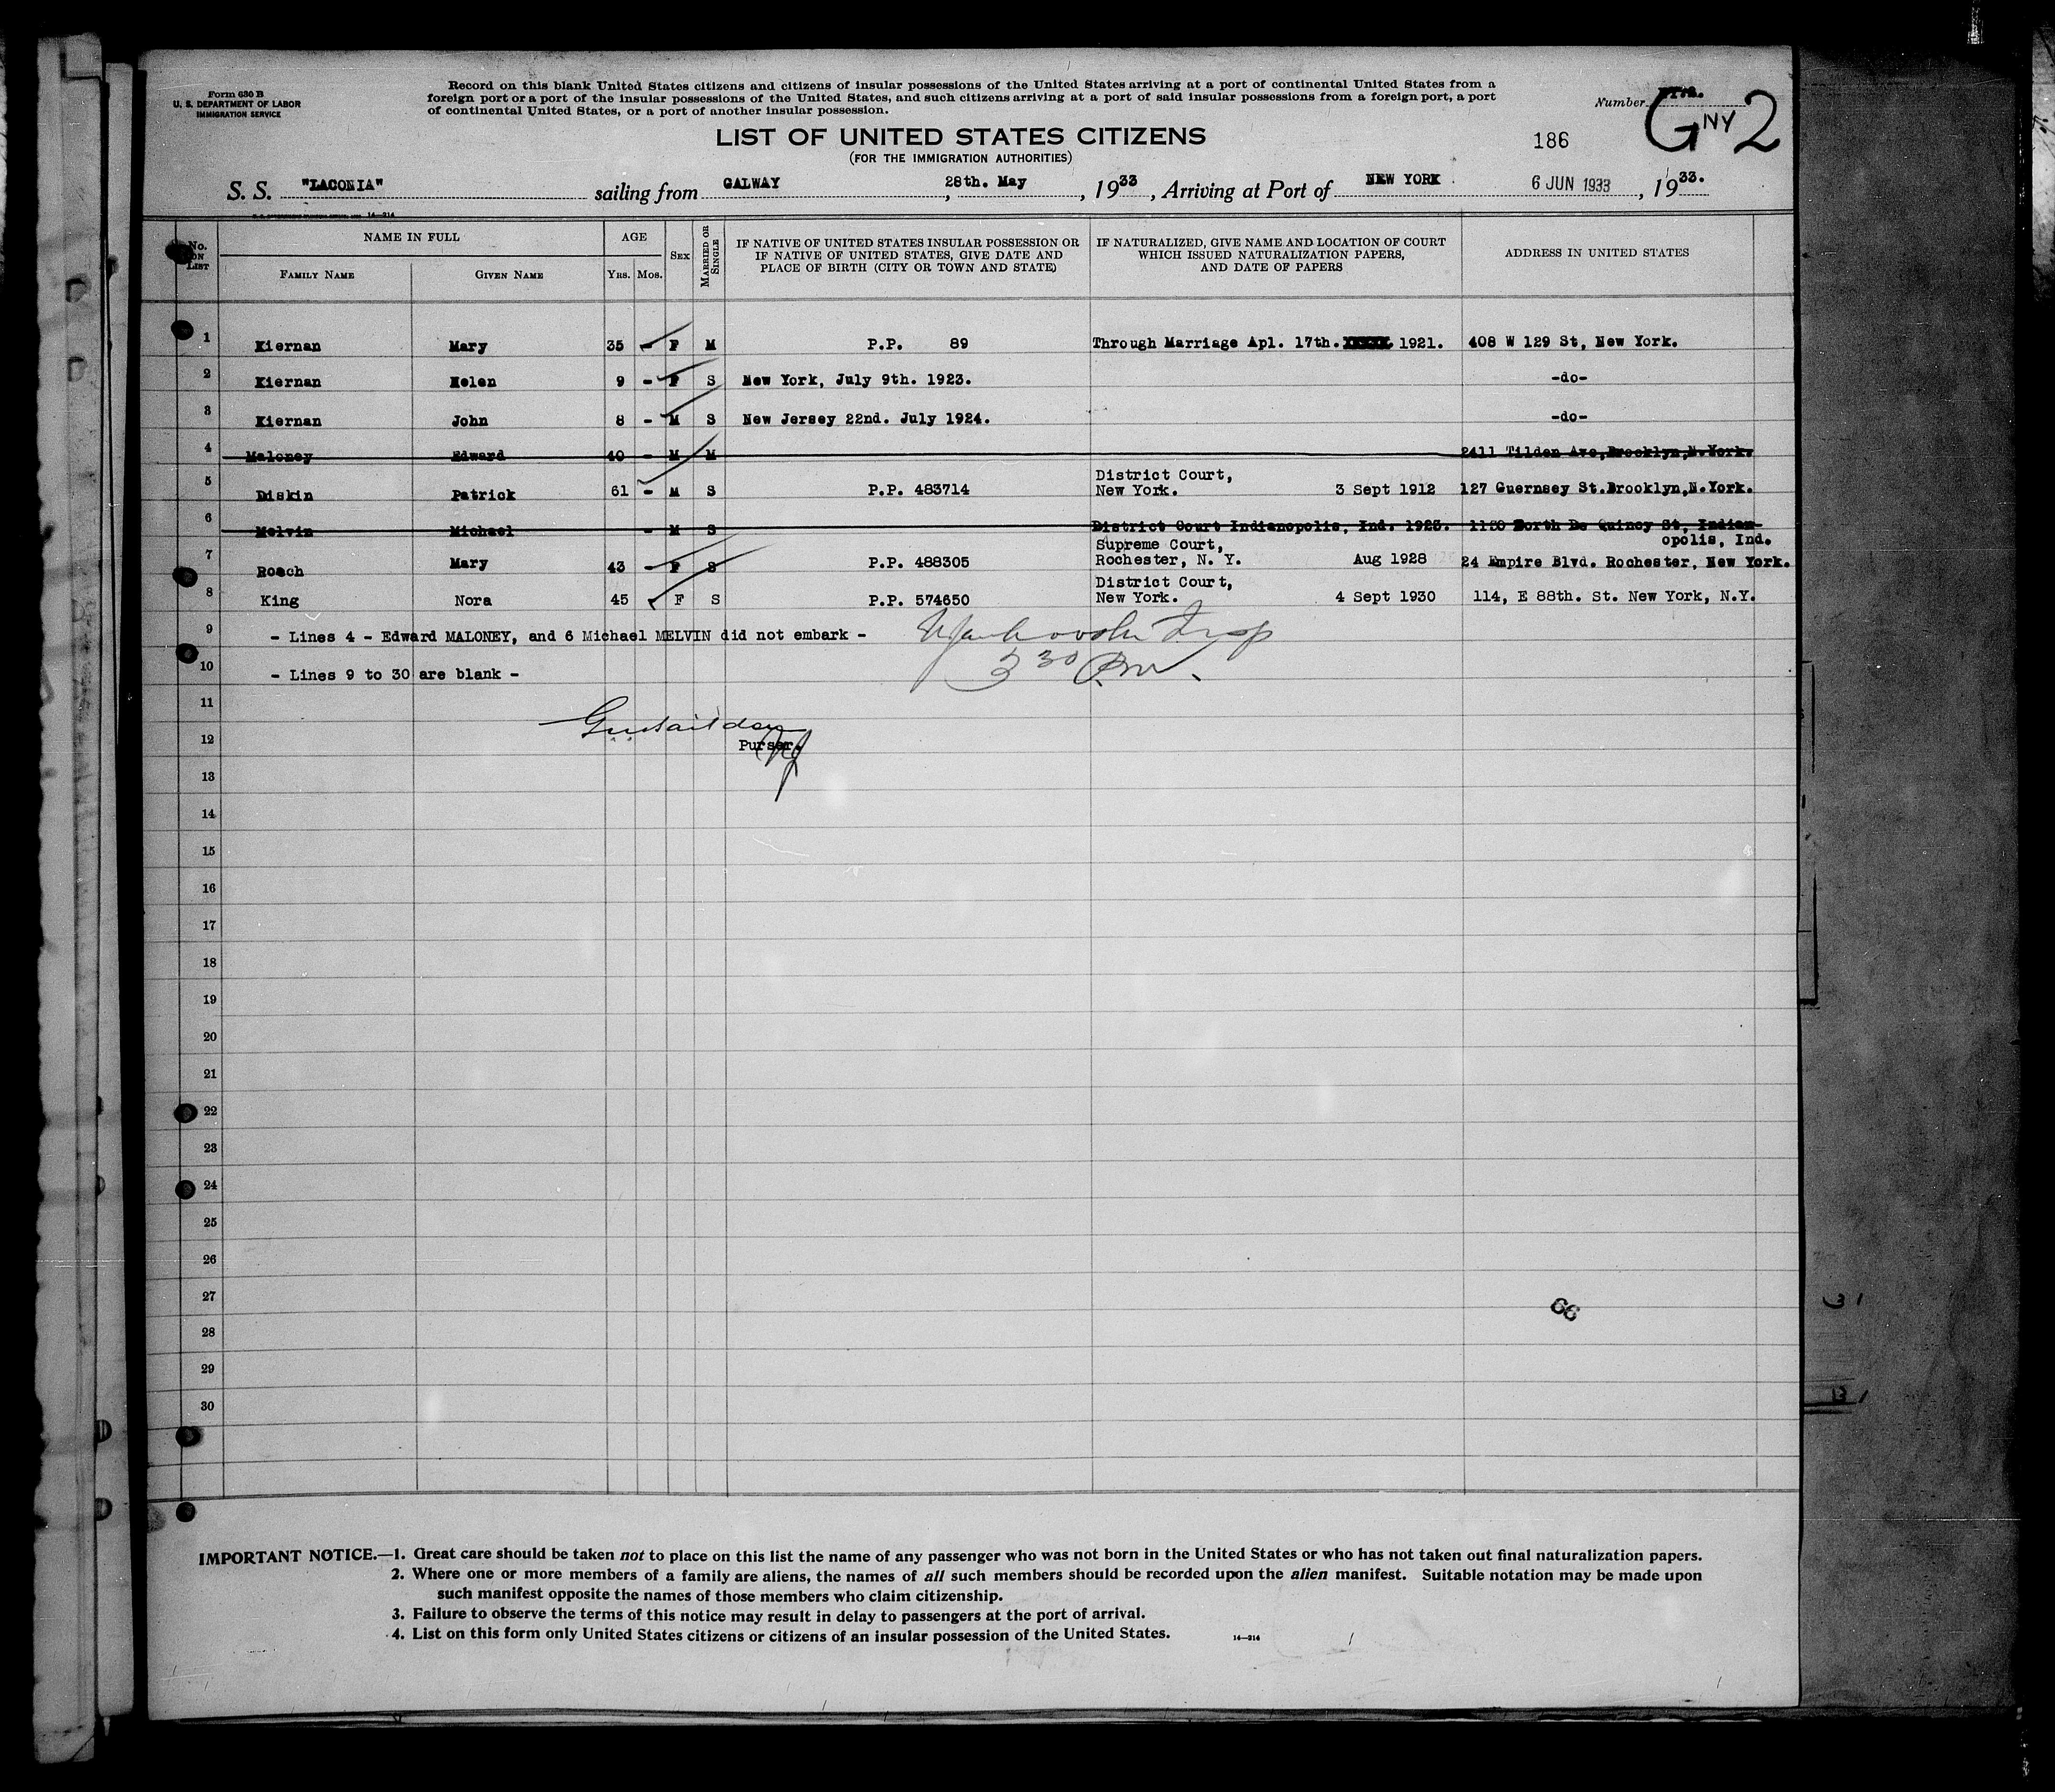 Form 630 B
U. S. DEPARTMENT OF LABOR
IMMIGRATION SERVICE
Record on this blank United States citizens and citizens of insular possessions of the United States arriving at a port of continental United States from a
foreign port or a port of the insular possessions of the United States, and such citizens arriving at a port of said insular possessions from a foreign port, a port
of continental United States, or a port of another insular possession.
Number
G NY 2
LIST OF UNITED STATES CITIZENS
186
(FOR THE IMMIGRATION AUTHORITIES)
S. S. "LACONIA" sailing from GALWAY, 28th. May, 1933, Arriving at Port of NEW YORK 6 JUN 1933, 1933.
No. ON LIST
NAME IN FULL
FAMILY NAME GIVEN NAME
AGE
YRS. MOS.
SEX
MARRIED OR SINGLE
IF NATIVE OF UNITED STATES INSULAR POSSESSION OR
IF NATIVE OF UNITED STATES, GIVE DATE AND
PLACE OF BIRTH (CITY OR TOWN AND STATE)
IF NATURALIZED, GIVE NAME AND LOCATION OF COURT
WHICH ISSUED NATURALIZATION PAPERS,
AND DATE OF PAPERS
ADDRESS IN UNITED STATES
1 Kiernan Mary 35 - F M P.P. 89 Through Marriage Apl. 17th. 1921. 408 W 129 St, New York.
2 Kiernan Helen 9 - F S New York, July 9th. 1923. -do-
3 Kiernan John 8 - M S New Jersey 22nd. July 1924. -do-
4 Maloney Edward 40 - M M 2411 Tilden Ave, Brooklyn, N.York.
District Court,
5 Diskin Patrick 61 - M S P.P. 483714 New York. 3 Sept 1912 127 Guernsey St. Brooklyn, N.York.
6 Melvin Michael - M S District Court Indianopolis, Ind. 1923. North De Quincy St, Indian-
opolis, Ind.
Supreme Court,
7 Roach Mary 43 - F S P.P. 488305 Rochester, N. Y. Aug 1928 24 Empire Blvd. Rochester, New York.
District Court,
8 King Nora 45 F S P.P. 574650 New York. 4 Sept 1930 114, E 88th. St. New York, N.Y.
9 - Lines 4 - Edward MALONEY, and 6 Michael MELVIN did not embark -
3 30 P.M.
10 - Lines 9 to 30 are blank -
11
12 Purser.
13
14
15
16
17
18
19
20
21
22
23
24
25
26
27
66
28
29
30
IMPORTANT NOTICE.—1. Great care should be taken not to place on this list the name of any passenger who was not born in the United States or who has not taken out final naturalization papers.
2. Where one or more members of a family are aliens, the names of all such members should be recorded upon the alien manifest. Suitable notation may be made upon
such manifest opposite the names of those members who claim citizenship.
3. Failure to observe the terms of this notice may result in delay to passengers at the port of arrival.
4. List on this form only United States citizens or citizens of an insular possession of the United States. 14—214